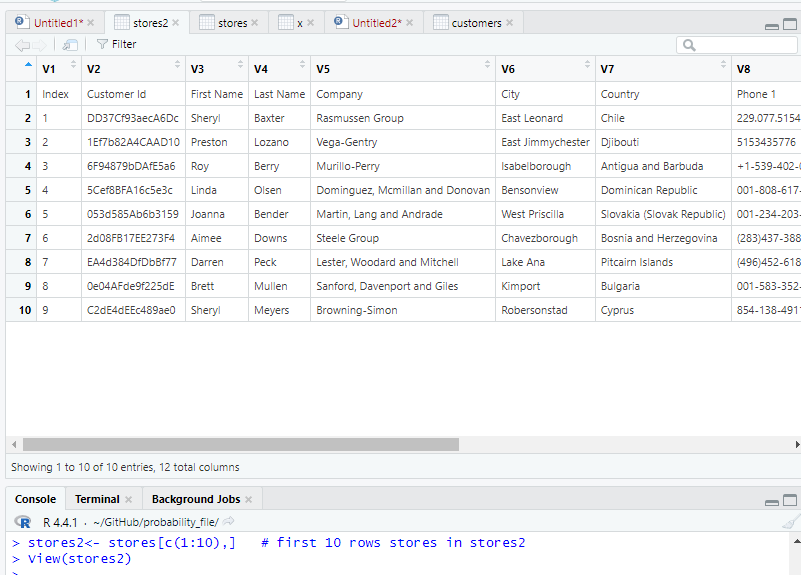 Untitled1* stores2 stores x Untitled2* customers
Filter
V1 V2 V3 V4 V5 V6 V7 V8
1 Index Customer Id First Name Last Name Company City Country Phone 1
2 1 DD37Cf93aecA6Dc Sheryl Baxter Rasmussen Group East Leonard Chile 229.077.5154
3 2 1Ef7b82A4CAAD10 Preston Lozano Vega-Gentry East Jimmychester Djibouti 5153435776
4 3 6F94879bDAfE5a6 Roy Berry Murillo-Perry Isabelborough Antigua and Barbuda +1-539-402-
5 4 5Cef8BFA16c5e3c Linda Olsen Dominguez, Mcmillan and Donovan Bensonview Dominican Republic 001-808-617-
6 5 053d585Ab6b3159 Joanna Bender Martin, Lang and Andrade West Priscilla Slovakia (Slovak Republic) 001-234-203-
7 6 2d08FB17EE273F4 Aimee Downs Steele Group Chavezborough Bosnia and Herzegovina (283)437-388
8 7 EA4d384DfDbBf77 Darren Peck Lester, Woodard and Mitchell Lake Ana Pitcairn Islands (496)452-618
9 8 0e04AFde9f225dE Brett Mullen Sanford, Davenport and Giles Kimport Bulgaria 001-583-352-
10 9 C2dE4dEEc489ae0 Sheryl Meyers Browning-Simon Robersonstad Cyprus 854-138-491
Showing 1 to 10 of 10 entries, 12 total columns
Console Terminal Background Jobs
R R 4.4.1 · ~/GitHub/probability_file/
> stores2<- stores[c(1:10),] # first 10 rows stores in stores2
> View(stores2)
>